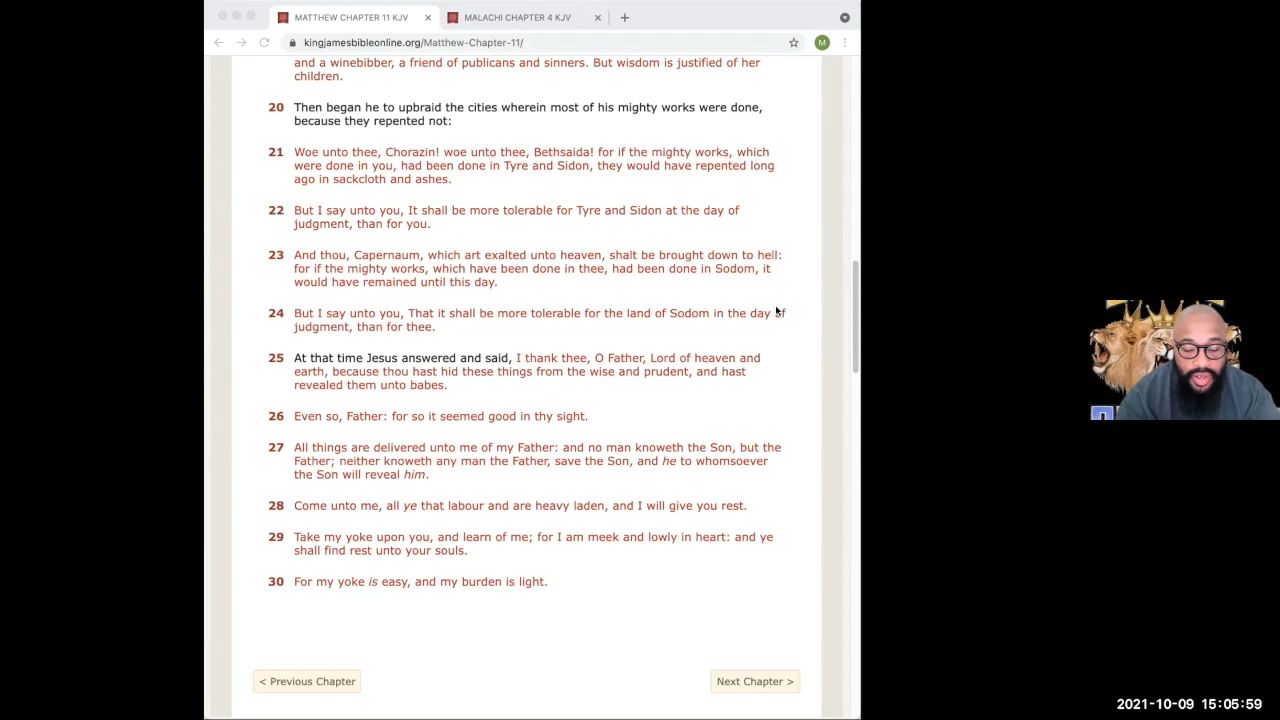 MATTHEW CHAPTER 11 KJV
MALACHI CHAPTER 4 KJV
kingjamesbibleonline.org/Matthew-Chapter-11/
M
and a winebibber, a friend of publicans and sinners. But wisdom is justified of her
children.
20 Then began he to upbraid the cities wherein most of his mighty works were done,
because they repented not:
21 Woe unto thee, Chorazin! woe unto thee, Bethsaida! for if the mighty works, which
were done in you, had been done in Tyre and Sidon, they would have repented long
ago in sackcloth and ashes.
22 But I say unto you, It shall be more tolerable for Tyre and Sidon at the day of
judgment, than for you.
23 And thou, Capernaum, which art exalted unto heaven, shalt be brought down to hell:
for if the mighty works, which have been done in thee, had been done in Sodom, it
would have remained until this day.
24 But I say unto you, That it shall be more tolerable for the land of Sodom in the day of
judgment, than for thee.
25 At that time Jesus answered and said, I thank thee, O Father, Lord of heaven and
earth, because thou hast hid these things from the wise and prudent, and hast
revealed them unto babes.
26 Even so, Father: for so it seemed good in thy sight.
27 All things are delivered unto me of my Father: and no man knoweth the Son, but the
Father; neither knoweth any man the Father, save the Son, and he to whomsoever
the Son will reveal him.
28 Come unto me, all ye that labour and are heavy laden, and I will give you rest.
29 Take my yoke upon you, and learn of me; for I am meek and lowly in heart: and ye
shall find rest unto your souls.
30 For my yoke is easy, and my burden is light.
< Previous Chapter
Next Chapter >
2021-10-09 15:05:59